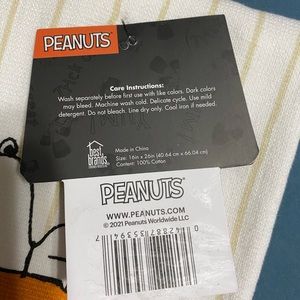 PEANUTS
Care Instructions:
Wash separately before first use with like colors. Dark colors
may bleed. Machine wash cold. Delicate cycle. Use mild
detergent. Do not bleach. Line dry only. Cool iron if needed.
best
brands
Made in China
Size: 16in x 26in (40.64 cm x 66.04 cm)
Content: 100% Cotton
PEANUTS
WWW.PEANUTS.COM
© 2021 Peanuts Worldwide LLC